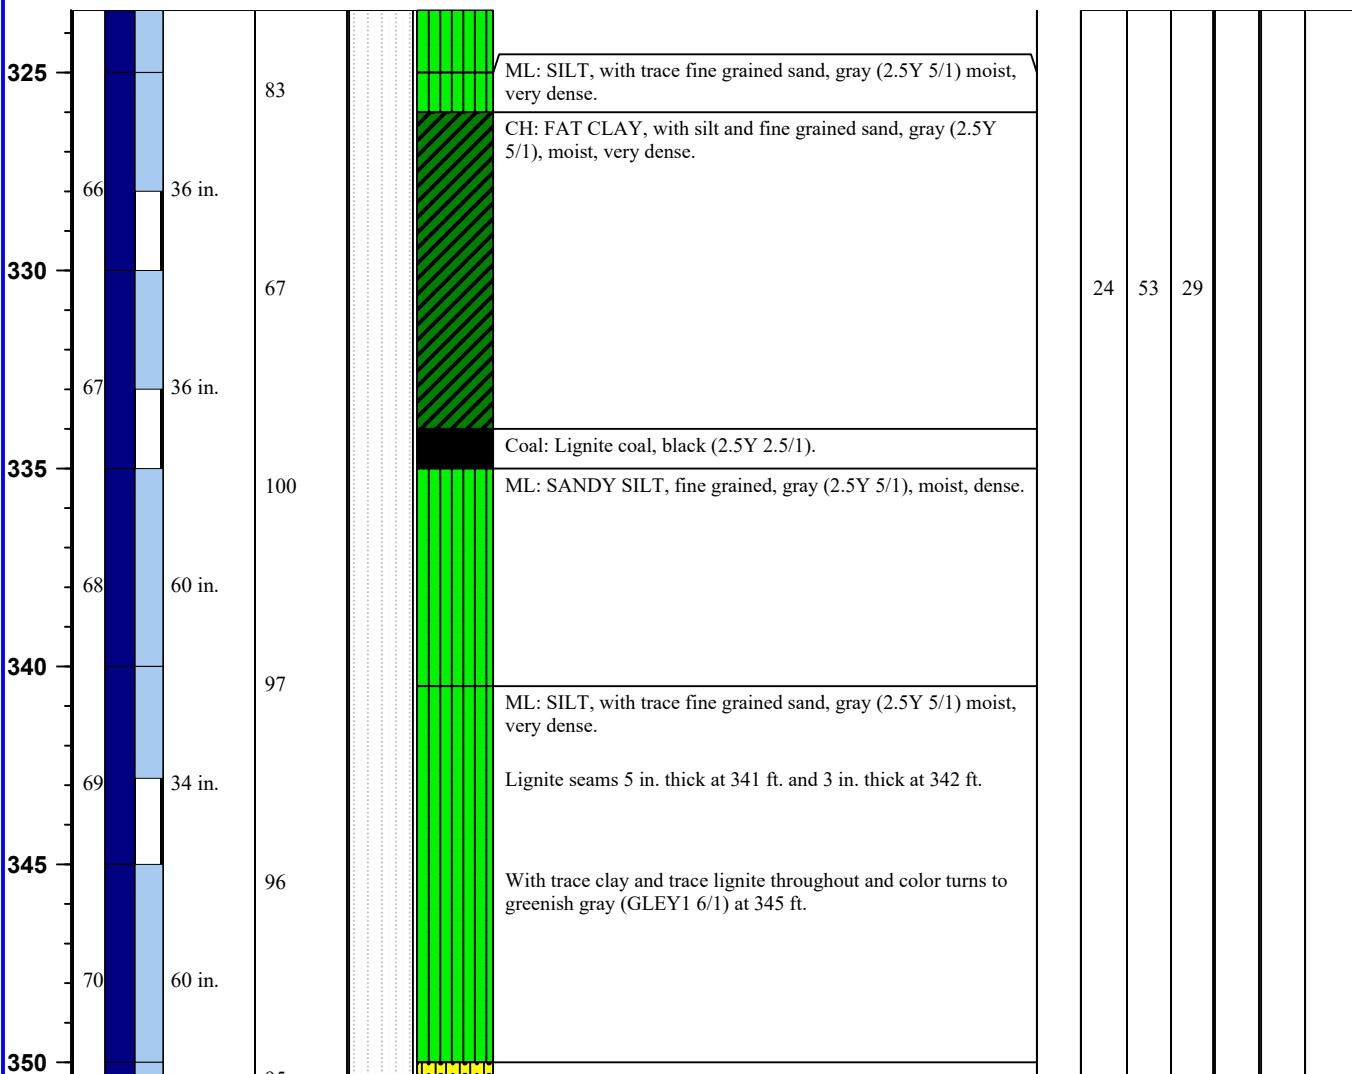 325
83
ML: SILT, with trace fine grained sand, gray (2.5Y 5/1) moist,
very dense.
CH: FAT CLAY, with silt and fine grained sand, gray (2.5Y
5/1), moist, very dense.
66
36 in.
330
67
24
53
29
67
36 in.
Coal: Lignite coal, black (2.5Y 2.5/1).
335
100
ML: SANDY SILT, fine grained, gray (2.5Y 5/1), moist, dense.
68
60 in.
340
97
ML: SILT, with trace fine grained sand, gray (2.5Y 5/1) moist,
very dense.
69
34 in.
Lignite seams 5 in. thick at 341 ft. and 3 in. thick at 342 ft.
345
96
With trace clay and trace lignite throughout and color turns to
greenish gray (GLEY1 6/1) at 345 ft.
70
60 in.
350